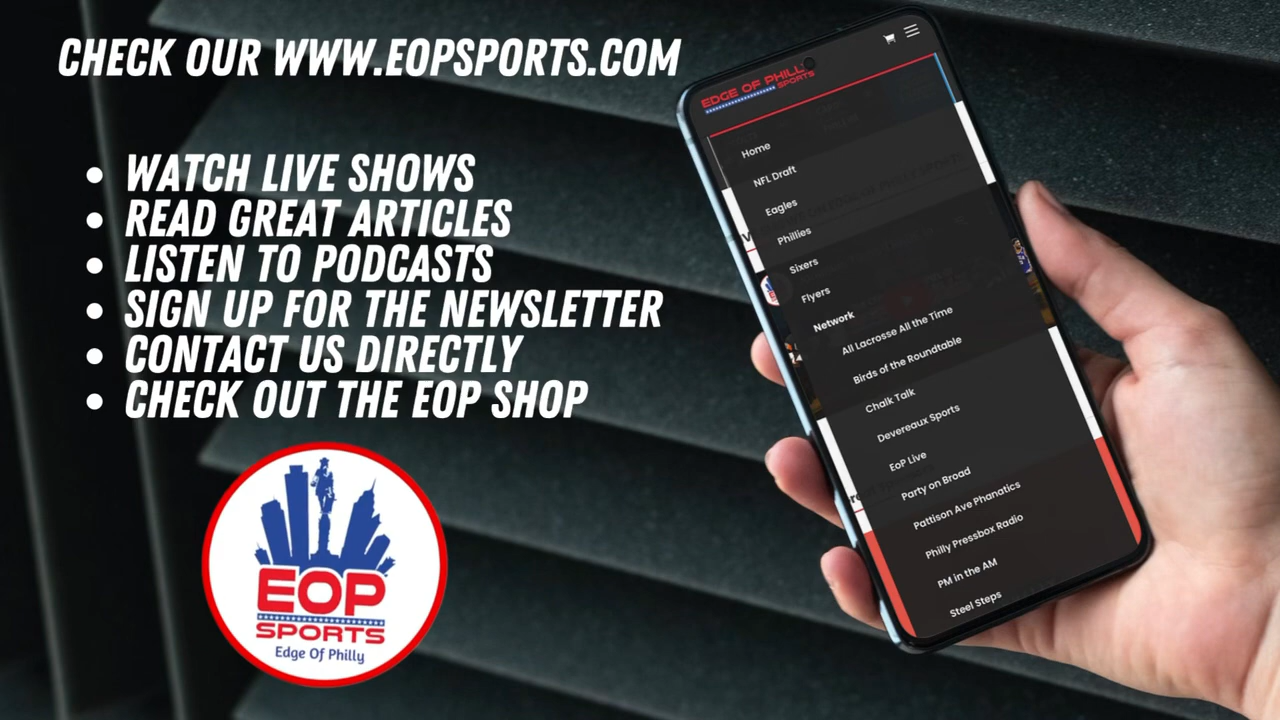 CHECK OUR WWW.EOPSPORTS.COM
• WATCH LIVE SHOWS
• READ GREAT ARTICLES
• LISTEN TO PODCASTS
• SIGN UP FOR THE NEWSLETTER
• CONTACT US DIRECTLY
• CHECK OUT THE EOP SHOP
EOP
SPORTS
Edge Of Philly
EDGE OF PHILLY
SPORTS
Home
NFL Draft
Eagles
Phillies
Sixers
Flyers
Network
All Lacrosse All the Time
Birds of the Roundtable
Chalk Talk
Devereaux Sports
EoP Live
Party on Broad
Pattison Ave Phanatics
Philly Pressbox Radio
PM in the AM
Steel Steps